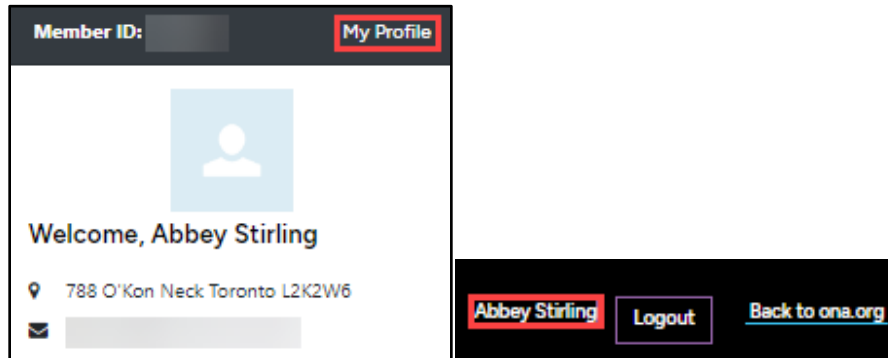 Member ID: My Profile
Welcome, Abbey Stirling
788 O'Kon Neck Toronto L2K2W6
Abbey Stirling Logout Back to ona.org